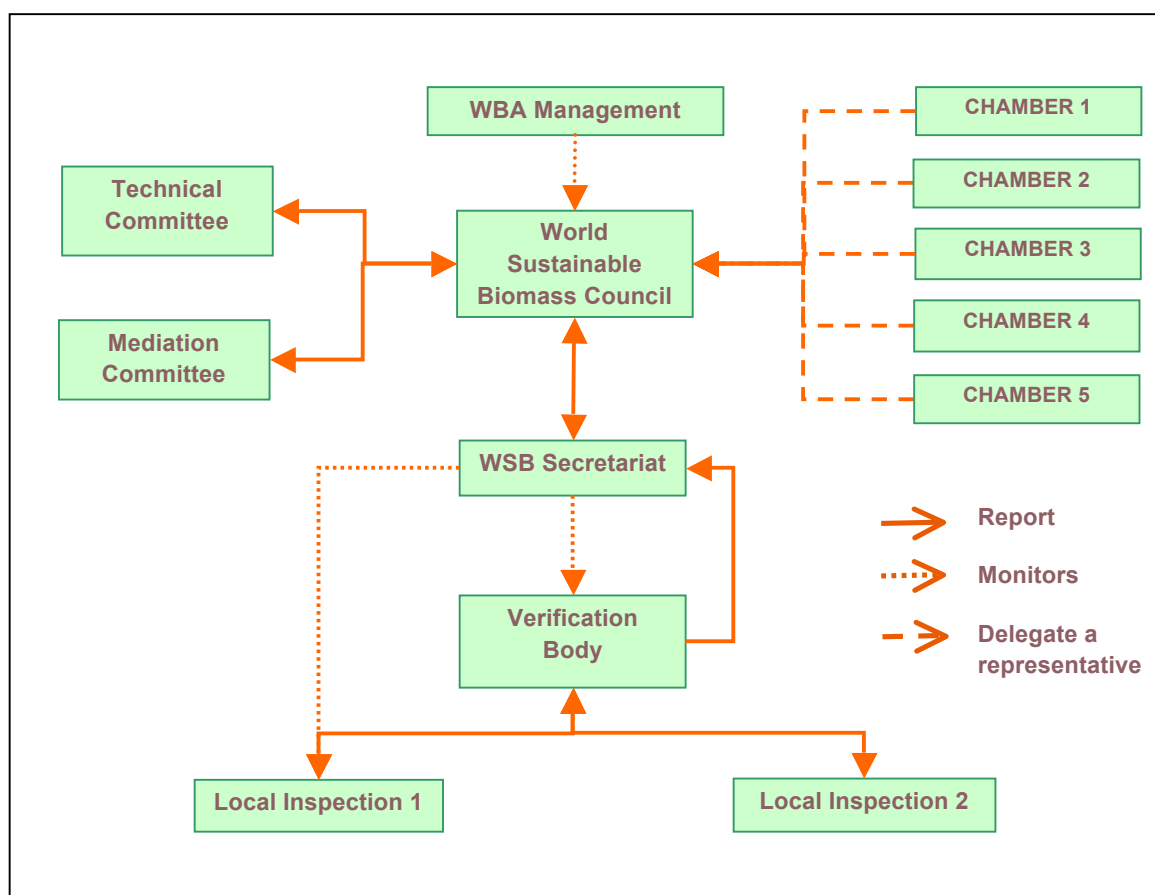 WBA Management
CHAMBER 1
Technical
Committee
CHAMBER 2
World
Sustainable
Biomass Council
CHAMBER 3
Mediation
Committee
CHAMBER 4
CHAMBER 5
WSB Secretariat
Report
Monitors
Delegate a
representative
Verification
Body
Local Inspection 1
Local Inspection 2